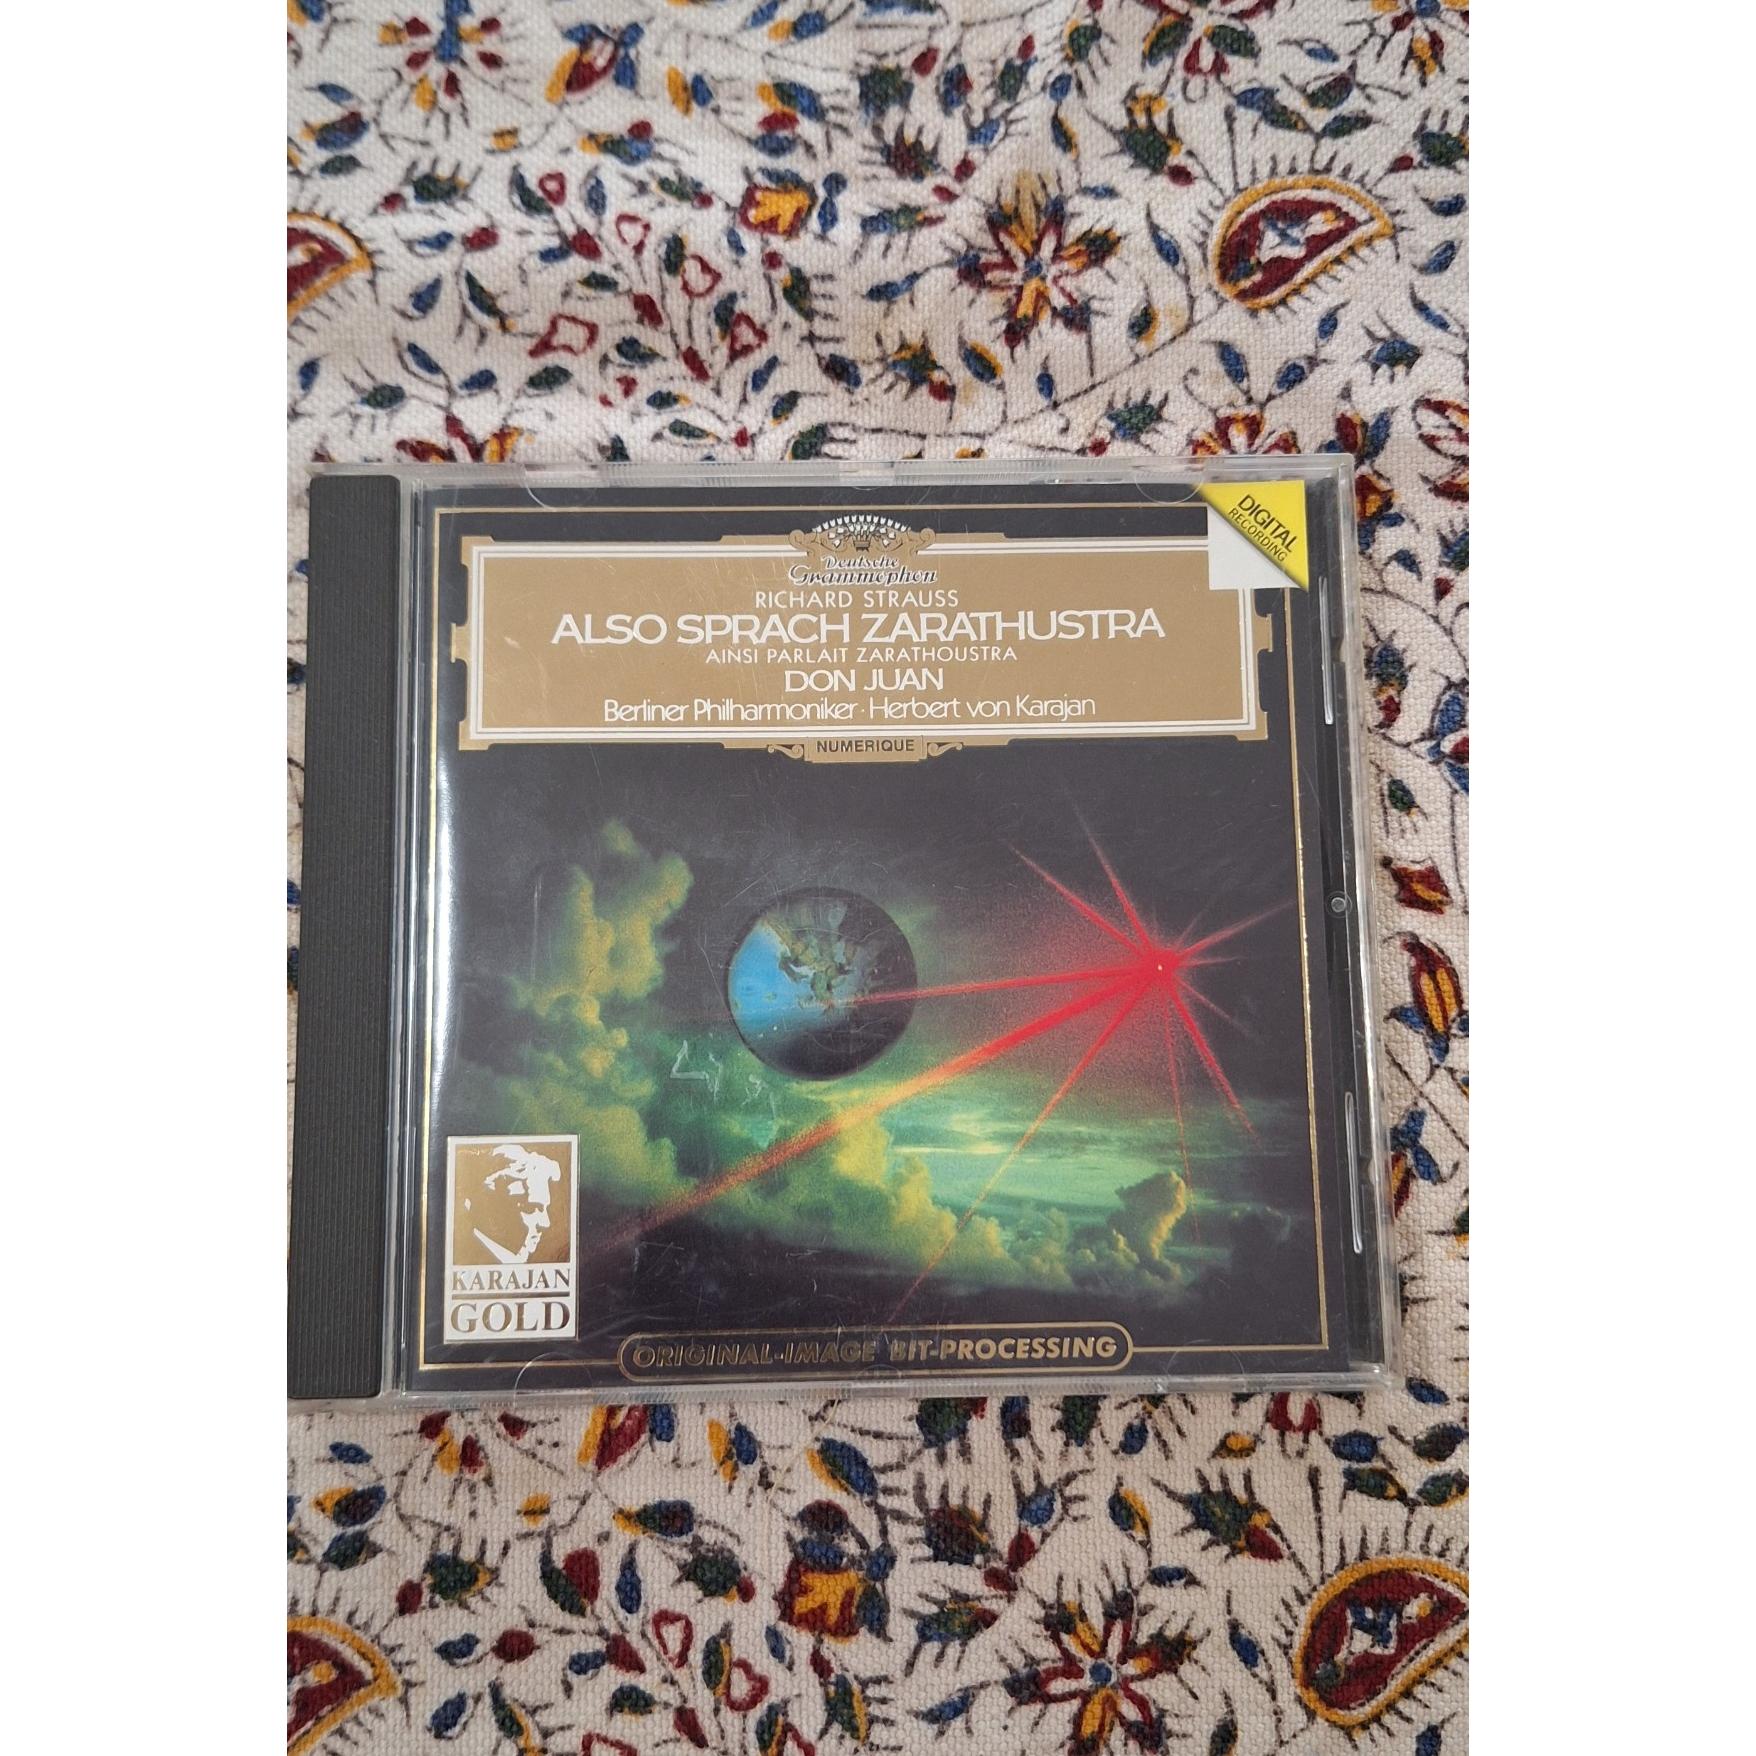 DIGITAL
RECORDING
Deutsche
Grammophon
RICHARD STRAUSS
ALSO SPRACH ZARATHUSTRA
AINSI PARLAIT ZARATHOUSTRA
DON JUAN
Berliner Philharmoniker · Herbert von Karajan
NUMERIQUE
KARAJAN
GOLD
ORIGINAL-IMAGE BIT-PROCESSING